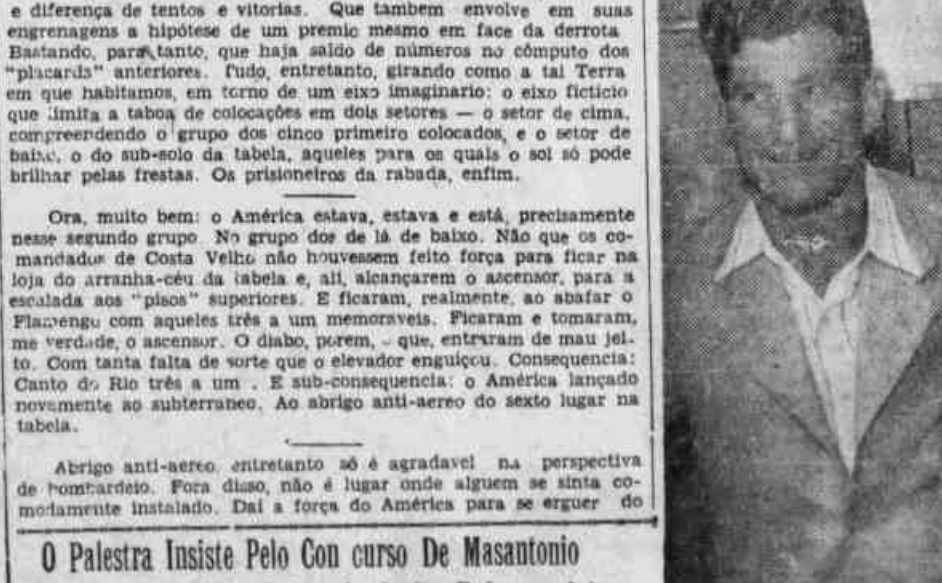 e diferença de tentos e vitorias. Que tambem envolve em suas
engrenagens a hipótese de um premio mesmo em face da derrota
Bastando, para tanto, que haja saldo de números no cômputo dos
"placards" anteriores. Tudo, entretanto, girando como a tal Terra
em que habitamos, em torno de um eixo imaginario: o eixo ficticio
que limita a taboa de colocações em dois setores — o setor de cima,
compreendendo o grupo dos cinco primeiro colocados, e o setor de
baixo, o do sub-solo da tabela, aqueles para os quais o sol só pode
brilhar pelas frestas. Os prisioneiros da rabada, enfim.
Ora, muito bem: o América estava, estava e está, precisamente
nesse segundo grupo. No grupo dos de lá de baixo. Não que os co-
mandados de Costa Velho não houvessem feito força para ficar na
loja do arranha-céu da tabela e, ali, alcançarem o ascensor, para a
escalada aos "pisos" superiores. E ficaram, realmente, ao abafar o
Flamengo com aqueles três a um memoraveis. Ficaram e tomaram,
me verdade, o ascensor. O diabo, porem, que, entraram de mau jei-
to. Com tanta falta de sorte que o elevador enguiçou. Consequencia:
Canto do Rio três a um . E sub-consequencia: o América lançado
novamente ao subterraneo. Ao abrigo anti-aereo do sexto lugar na
tabela.
Abrigo anti-aereo entretanto só é agradavel na perspectiva
de bombardeio. Fora disso, não é lugar onde alguem se sinta co-
modamente instalado. Dai a força do América para se erguer do
O Palestra Insiste Pelo Con curso De Masantonio